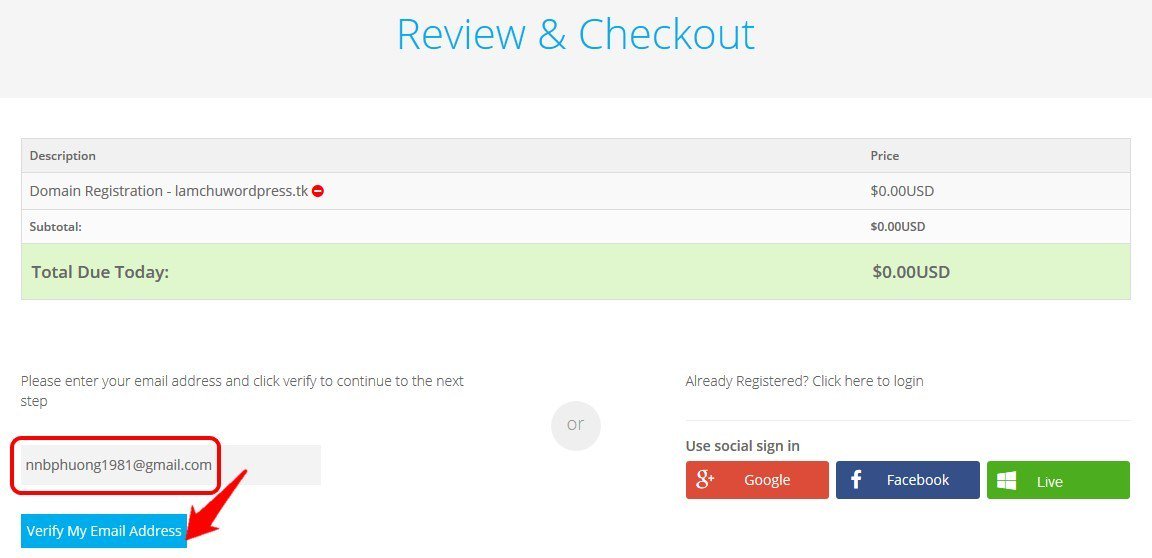 Review & Checkout
Description Price
Domain Registration - lamchuwordpress.tk $0.00USD
Subtotal: $0.00USD
Total Due Today: $0.00USD
Please enter your email address and click verify to continue to the next
step
nnbphuong1981@gmail.com
Verify My Email Address
or
Already Registered? Click here to login
Use social sign in
g+ Google
f Facebook
Live